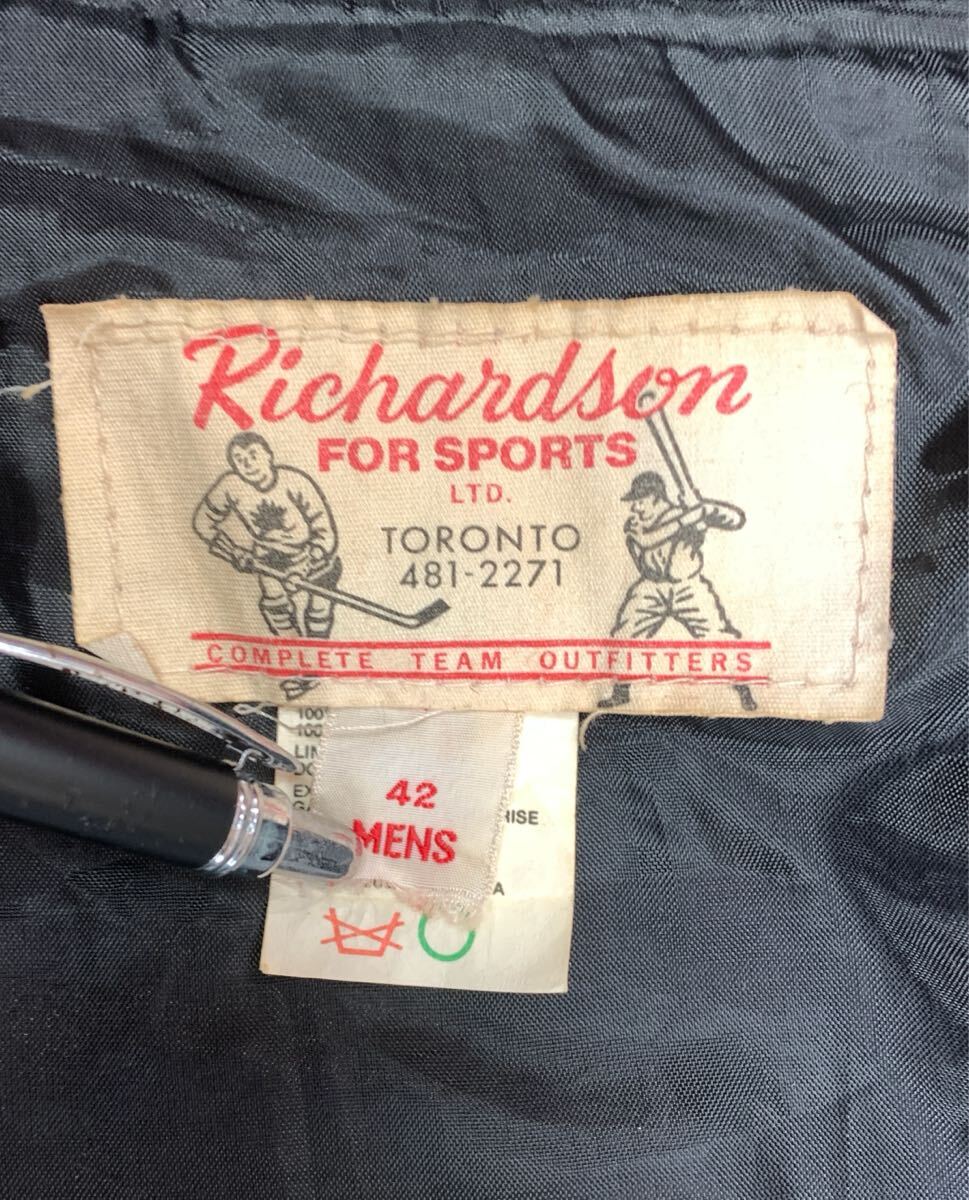 Richardson
FOR SPORTS
LTD.
TORONTO
481-2271
COMPLETE TEAM OUTFITTERS
42
MENS